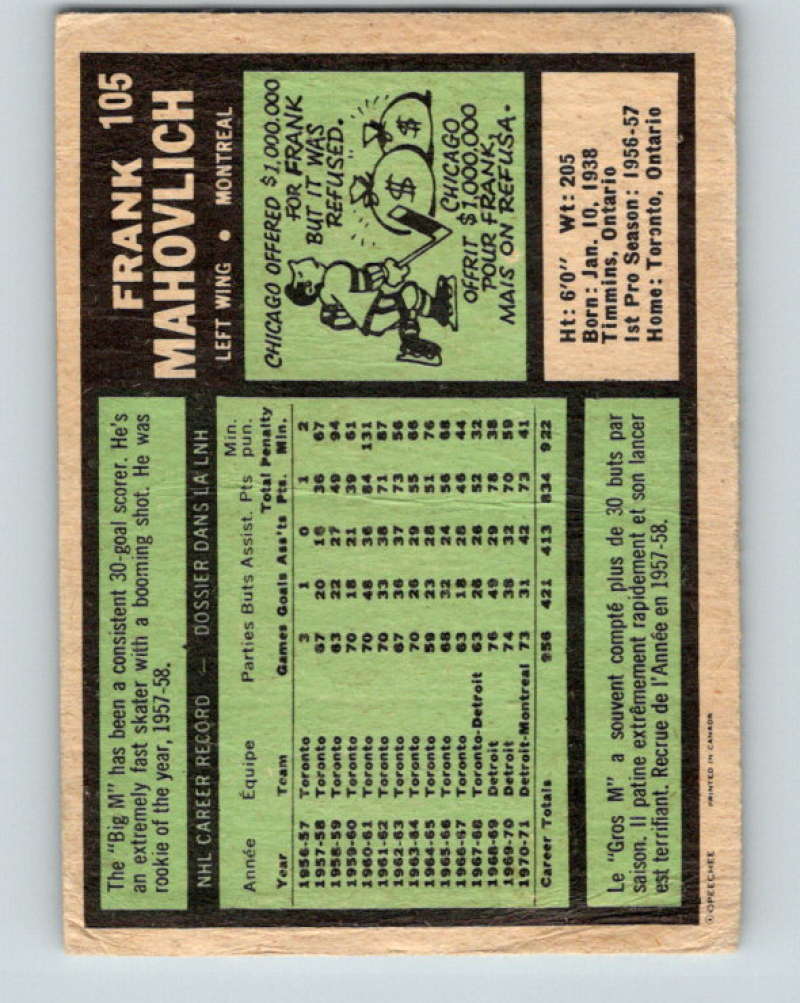 FRANK 105
MAHOVLICH
LEFT WING • MONTREAL
The "Big M" has been a consistent 30-goal scorer. He's
an extremely fast skater with a booming shot. He was
rookie of the year, 1957-58.
NHL CAREER RECORD — DOSSIER DANS LA LNH
Année Équipe Parties Buts Assist. Pts Min. pun.
Year Team Games Goals Ass'ts Total Pts. Penalty Min.
1956-57 Toronto 3 1 0 1 2
1957-58 Toronto 67 20 16 36 67
1958-59 Toronto 63 22 27 49 94
1959-60 Toronto 70 18 21 39 61
1960-61 Toronto 70 48 36 84 131
1961-62 Toronto 70 33 38 71 87
1962-63 Toronto 67 36 37 73 56
1963-64 Toronto 70 26 29 55 66
1964-65 Toronto 59 23 28 51 76
1965-66 Toronto 68 32 24 56 68
1966-67 Toronto 63 18 28 46 44
1967-68 Toronto-Detroit 63 26 26 52 32
1968-69 Detroit 76 49 29 78 38
1969-70 Detroit 74 38 32 70 59
1970-71 Detroit-Montreal 73 31 42 73 41
Career Totals 956 421 413 834 922
Le "Gros M" a souvent compté plus de 30 buts par
saison. Il patine extrêmement rapidement et son lancer
est terrifiant. Recrue de l'Année en 1957-58.
CHICAGO OFFERED $1,000,000
FOR FRANK
BUT IT WAS
REFUSED.
$
$
CHICAGO
OFFRIT $1,000,000
POUR FRANK,
MAIS ON REFUSA.
Ht: 6'0" Wt: 205
Born: Jan. 10, 1938
Timmins, Ontario
1st Pro Season: 1956-57
Home: Toronto, Ontario
© OPEECHEE PRINTED IN CANADA